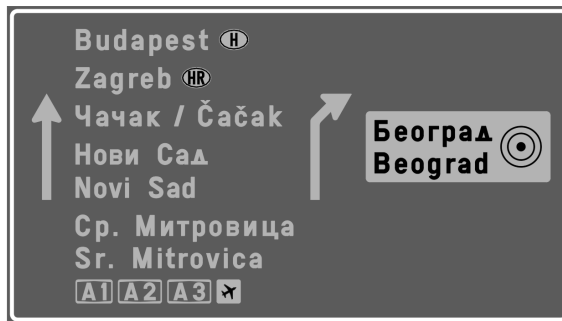 Budapest H
Zagreb HR
Чачак / Čačak
Нови Сад
Novi Sad
Ср. Митровица
Sr. Mitrovica
A1 A2 A3
Београд
Beograd